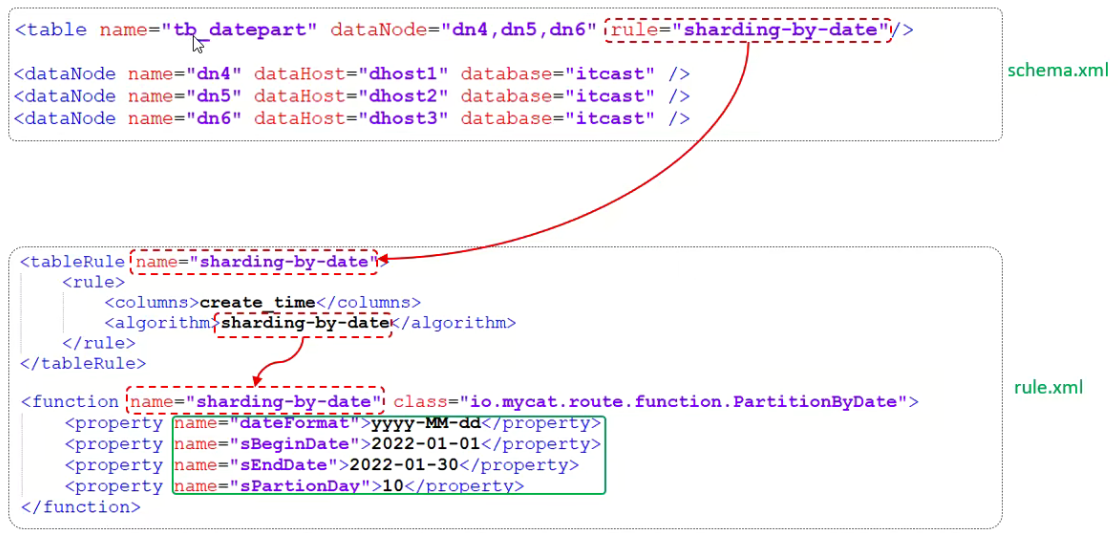 <table name="tb_datepart" dataNode="dn4,dn5,dn6" rule="sharding-by-date"/>
<dataNode name="dn4" dataHost="dhost1" database="itcast" />
<dataNode name="dn5" dataHost="dhost2" database="itcast" />
<dataNode name="dn6" dataHost="dhost3" database="itcast" />
schema.xml
<tableRule name="sharding-by-date">
<rule>
<columns>create_time</columns>
<algorithm>sharding-by-date</algorithm>
</rule>
</tableRule>
<function name="sharding-by-date" class="io.mycat.route.function.PartitionByDate">
<property name="dateFormat">yyyy-MM-dd</property>
<property name="sBeginDate">2022-01-01</property>
<property name="sEndDate">2022-01-30</property>
<property name="sPartionDay">10</property>
</function>
rule.xml